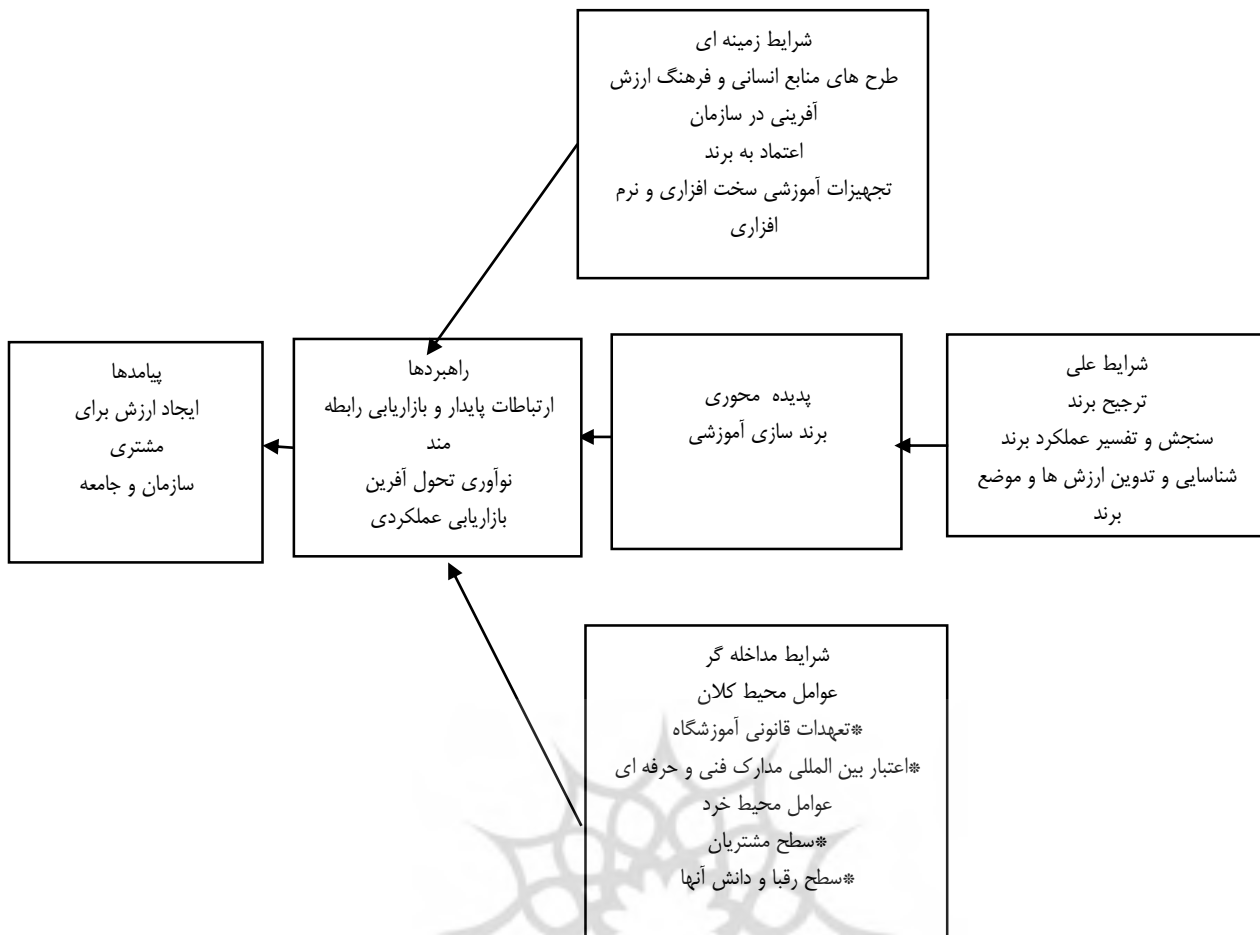 شرایط زمینه ای
طرح های منابع انسانی و فرهنگ ارزش
آفرینی در سازمان
اعتماد به برند
تجهیزات آموزشی سخت افزاری و نرم
افزاری
شرایط علی
ترجیح برند
سنجش و تفسیر عملکرد برند
شناسایی و تدوین ارزش ها و موضع
برند
پدیده محوری
برند سازی آموزشی
راهبردها
ارتباطات پایدار و بازاریابی رابطه
مند
نوآوری تحول آفرین
بازاریابی عملکردی
پیامدها
ایجاد ارزش برای
مشتری
سازمان و جامعه
شرایط مداخله گر
عوامل محیط کلان
*تعهدات قانونی آموزشگاه
*اعتبار بین المللی مدارک فنی و حرفه ای
عوامل محیط خرد
*سطح مشتریان
*سطح رقبا و دانش آنها